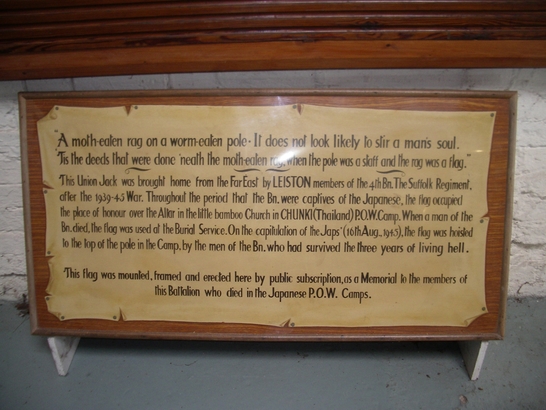 "A moth-eaten rag on a worm-eaten pole · It does not look likely to stir a man's soul.
'Tis the deeds that were done 'neath the moth-eaten rag, when the pole was a staff and the rag was a flag."
This Union Jack was brought home from the Far East by LEISTON members of the 4th Bn. The Suffolk Regiment,
after the 1939-45 War. Throughout the period that the Bn. were captives of the Japanese, the flag occupied
the place of honour over the Altar in the little bamboo Church in CHUNKI (Thailand) P.O.W. Camp. When a man of the
Bn. died, the flag was used at the Burial Service. On the capitulation of the Japs' (16th Aug., 1945), the flag was hoisted
to the top of the pole in the Camp, by the men of the Bn. who had survived the three years of living hell.
This flag was mounted, framed and erected here by public subscription, as a Memorial to the members of
this Battalion who died in the Japanese P.O.W. Camps.